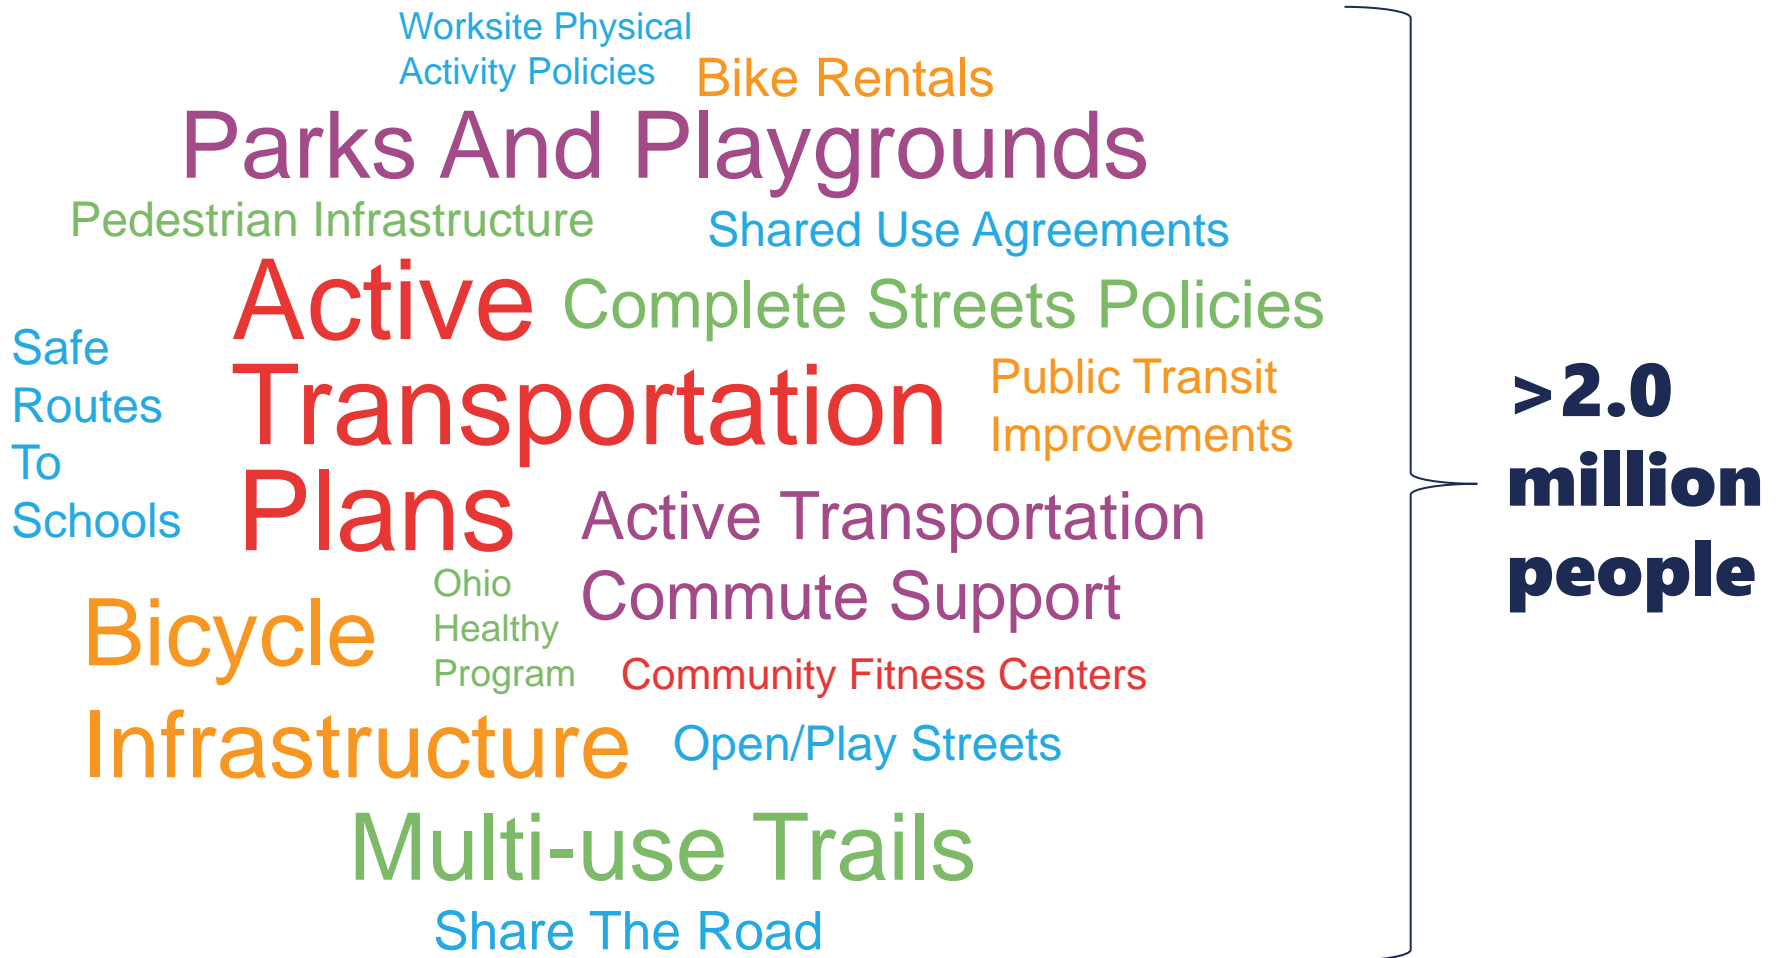 Worksite Physical
Activity Policies
Bike Rentals
Parks And Playgrounds
Pedestrian Infrastructure
Shared Use Agreements
Active
Transportation
Plans
Complete Streets Policies
Safe
Routes
To
Schools
Public Transit
Improvements
Active Transportation
Commute Support
Bicycle
Infrastructure
Ohio
Healthy
Program
Community Fitness Centers
Open/Play Streets
Multi-use Trails
Share The Road
>2.0
million
people